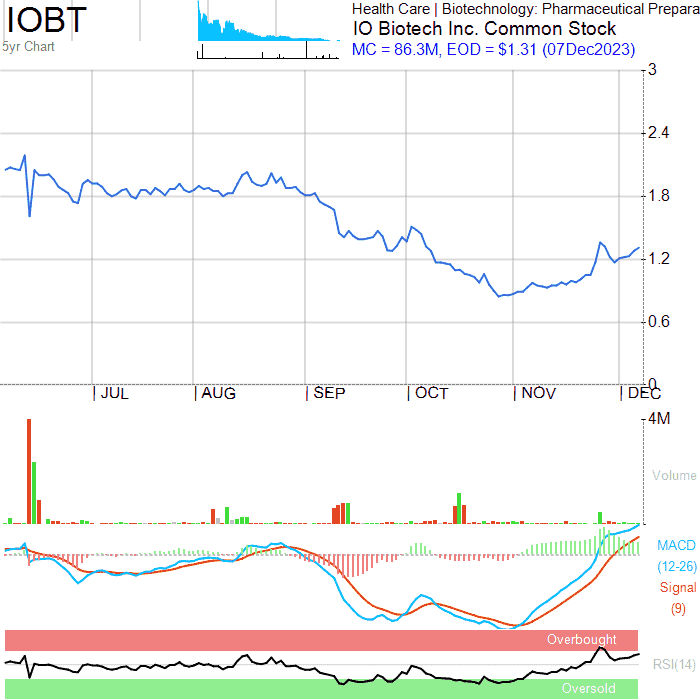 IOBT
5yr Chart
Health Care | Biotechnology: Pharmaceutical Prepara
IO Biotech Inc. Common Stock
MC = 86.3M, EOD = $1.31 (07Dec2023)
3
2.4
1.8
1.2
0.6
0
JUL
AUG
SEP
OCT
NOV
DEC
4M
Volume
MACD
(12-26)
Signal
(9)
Overbought
RSI(14)
Oversold